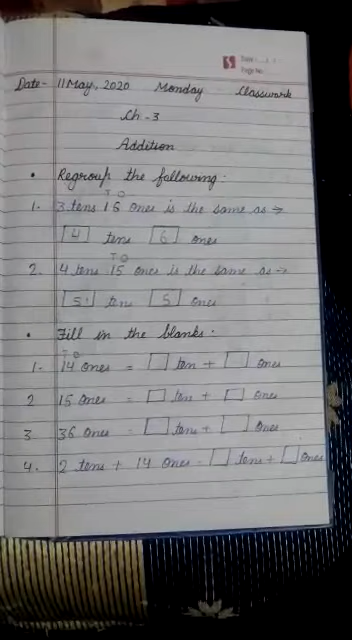 Date
Page No.
Date- 11 May, 2020 Monday Classwork
Ch-3
Addition
• Regroup the following.
T O
1. 3 tens 16 ones is the same as →
4 tens 6 ones
T O
2. 4 tens 15 ones is the same as →
5 tens 5 ones
• Fill in the blanks.
T O
1. 14 ones = □ ten + □ ones
2 15 ones = □ ten + □ ones
3 36 ones = □ tens + □ ones
4. 2 tens + 14 ones = □ tens + □ ones